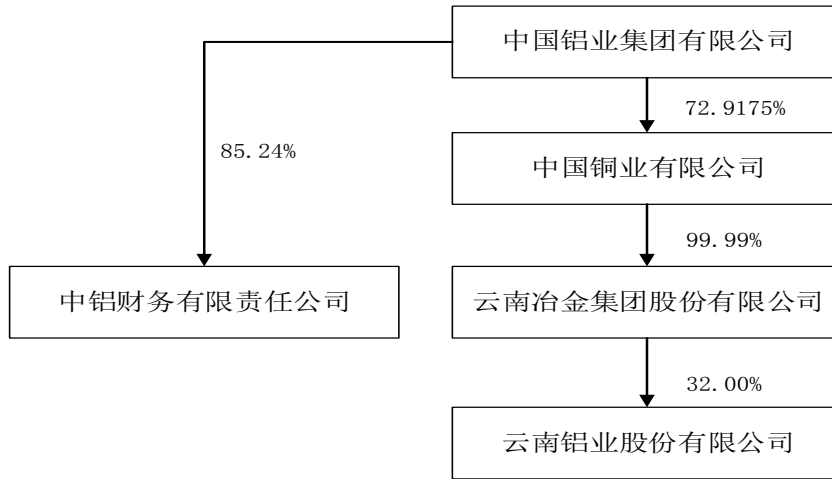 中国铝业集团有限公司
72.9175%
85.24%
中国铜业有限公司
99.99%
中铝财务有限责任公司
云南冶金集团股份有限公司
32.00%
云南铝业股份有限公司